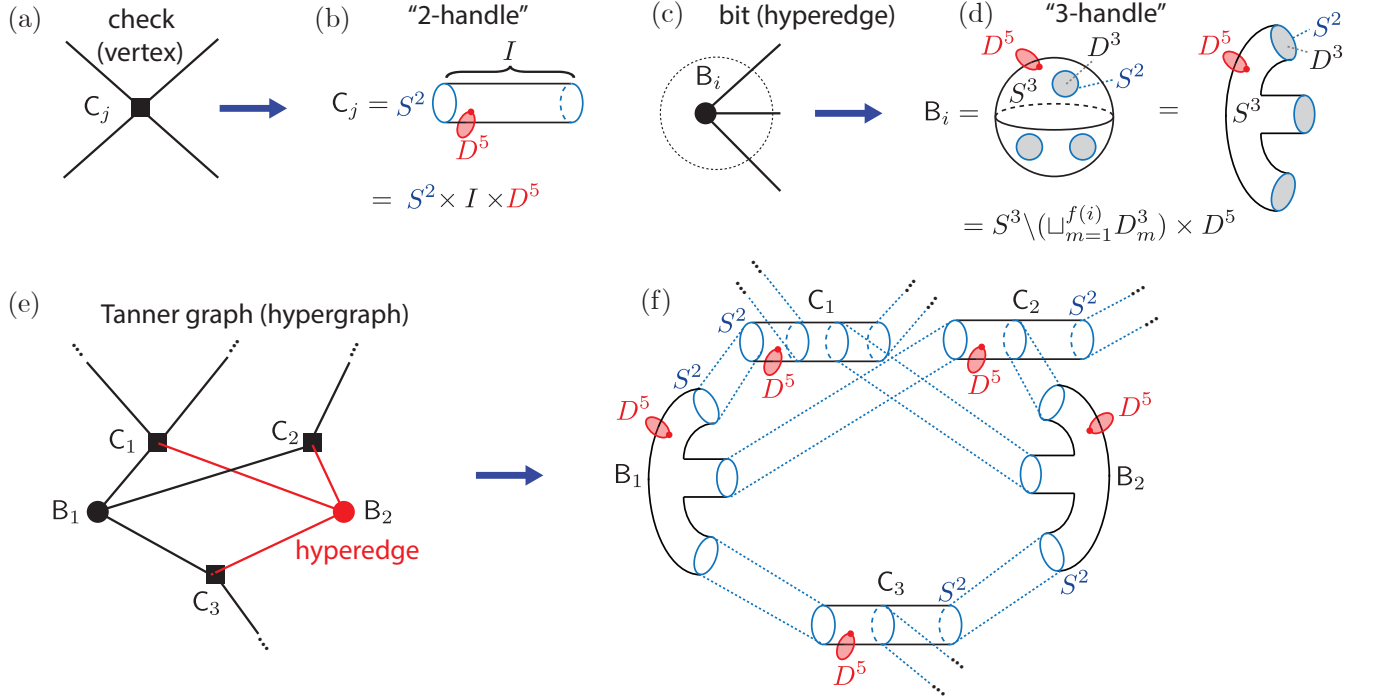 (a)
check
(vertex)
C_j
(b)
"2-handle"
I
C_j = S^2
D^5
= S^2 × I × D^5
(c)
bit (hyperedge)
B_i
(d)
"3-handle"
D^5
D^3
S^2
S^3
B_i =
=
D^5
S^2
D^3
S^3
= S^3\(⊔_{m=1}^{f(i)} D_m^3) × D^5
(e)
Tanner graph (hypergraph)
C_1
C_2
B_1
B_2
hyperedge
C_3
(f)
C_1
C_2
S^2
S^2
D^5
D^5
S^2
D^5
D^5
B_1
B_2
C_3
S^2
S^2
D^5